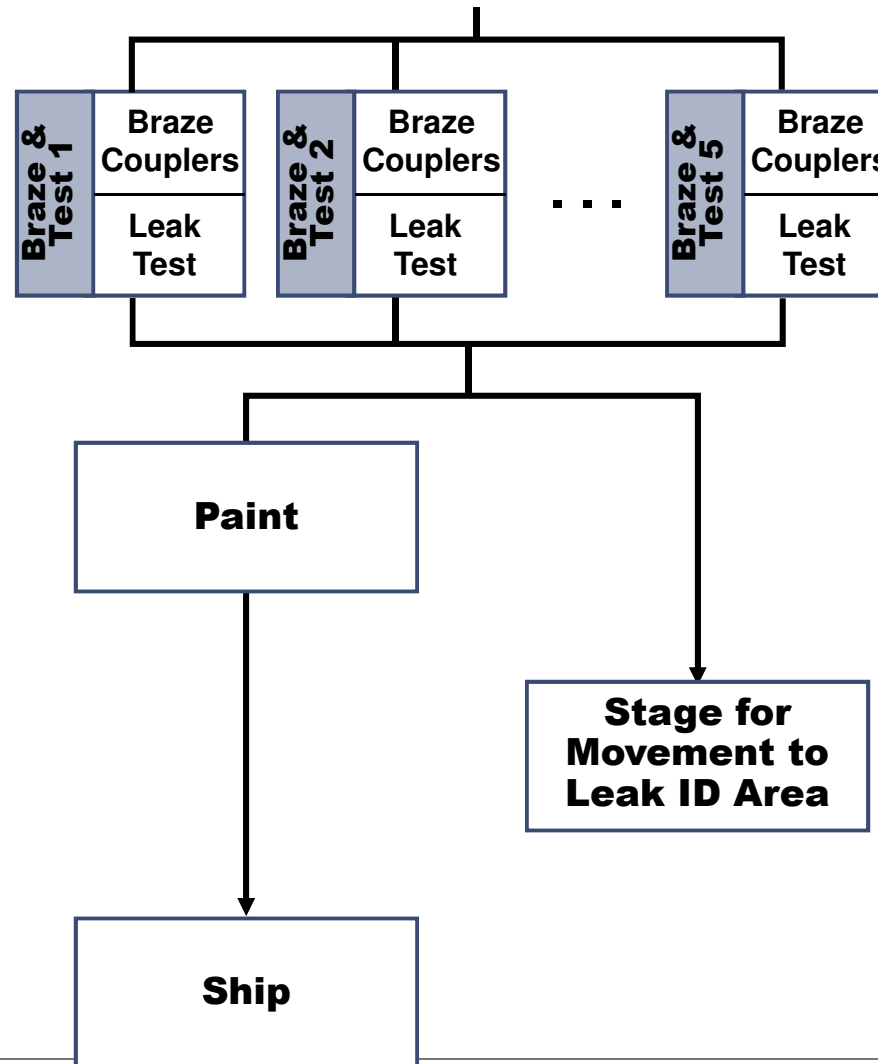 Braze &
Test 1
Braze
Couplers
Leak
Test
Braze &
Test 2
Braze
Couplers
Leak
Test
. . .
Braze &
Test 5
Braze
Couplers
Leak
Test
Paint
Stage for
Movement to
Leak ID Area
Ship